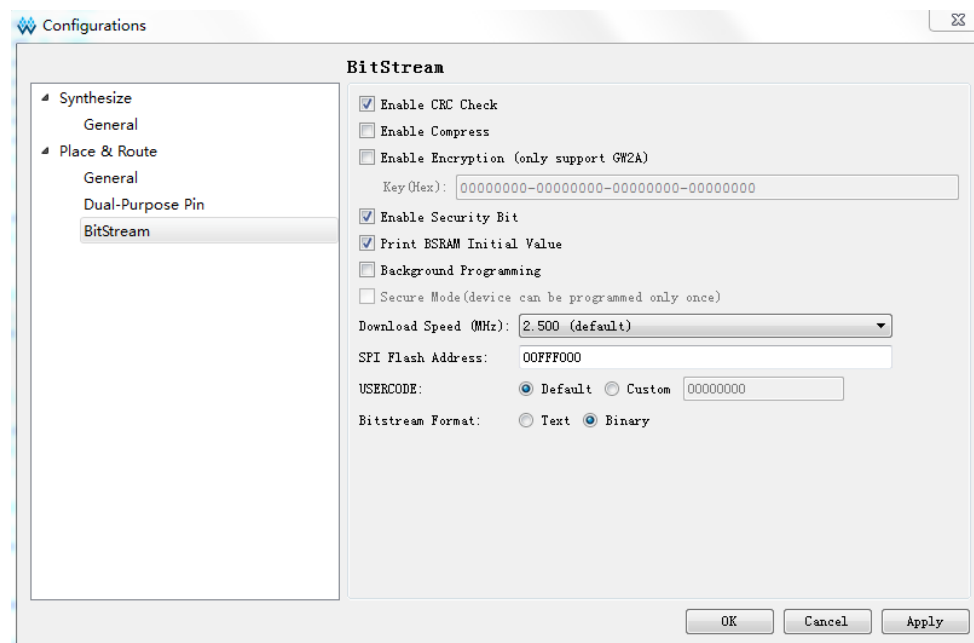 Configurations
BitStream
Synthesize
General
Place & Route
General
Dual-Purpose Pin
BitStream
Enable CRC Check
Enable Compress
Enable Encryption (only support GW2A)
Key(Hex): 00000000-00000000-00000000-00000000
Enable Security Bit
Print BSRAM Initial Value
Background Programming
Secure Mode(device can be programmed only once)
Download Speed (MHz): 2.500 (default)
SPI Flash Address: 00FFF000
USERCODE: Default Custom 00000000
Bitstream Format: Text Binary
OK Cancel Apply